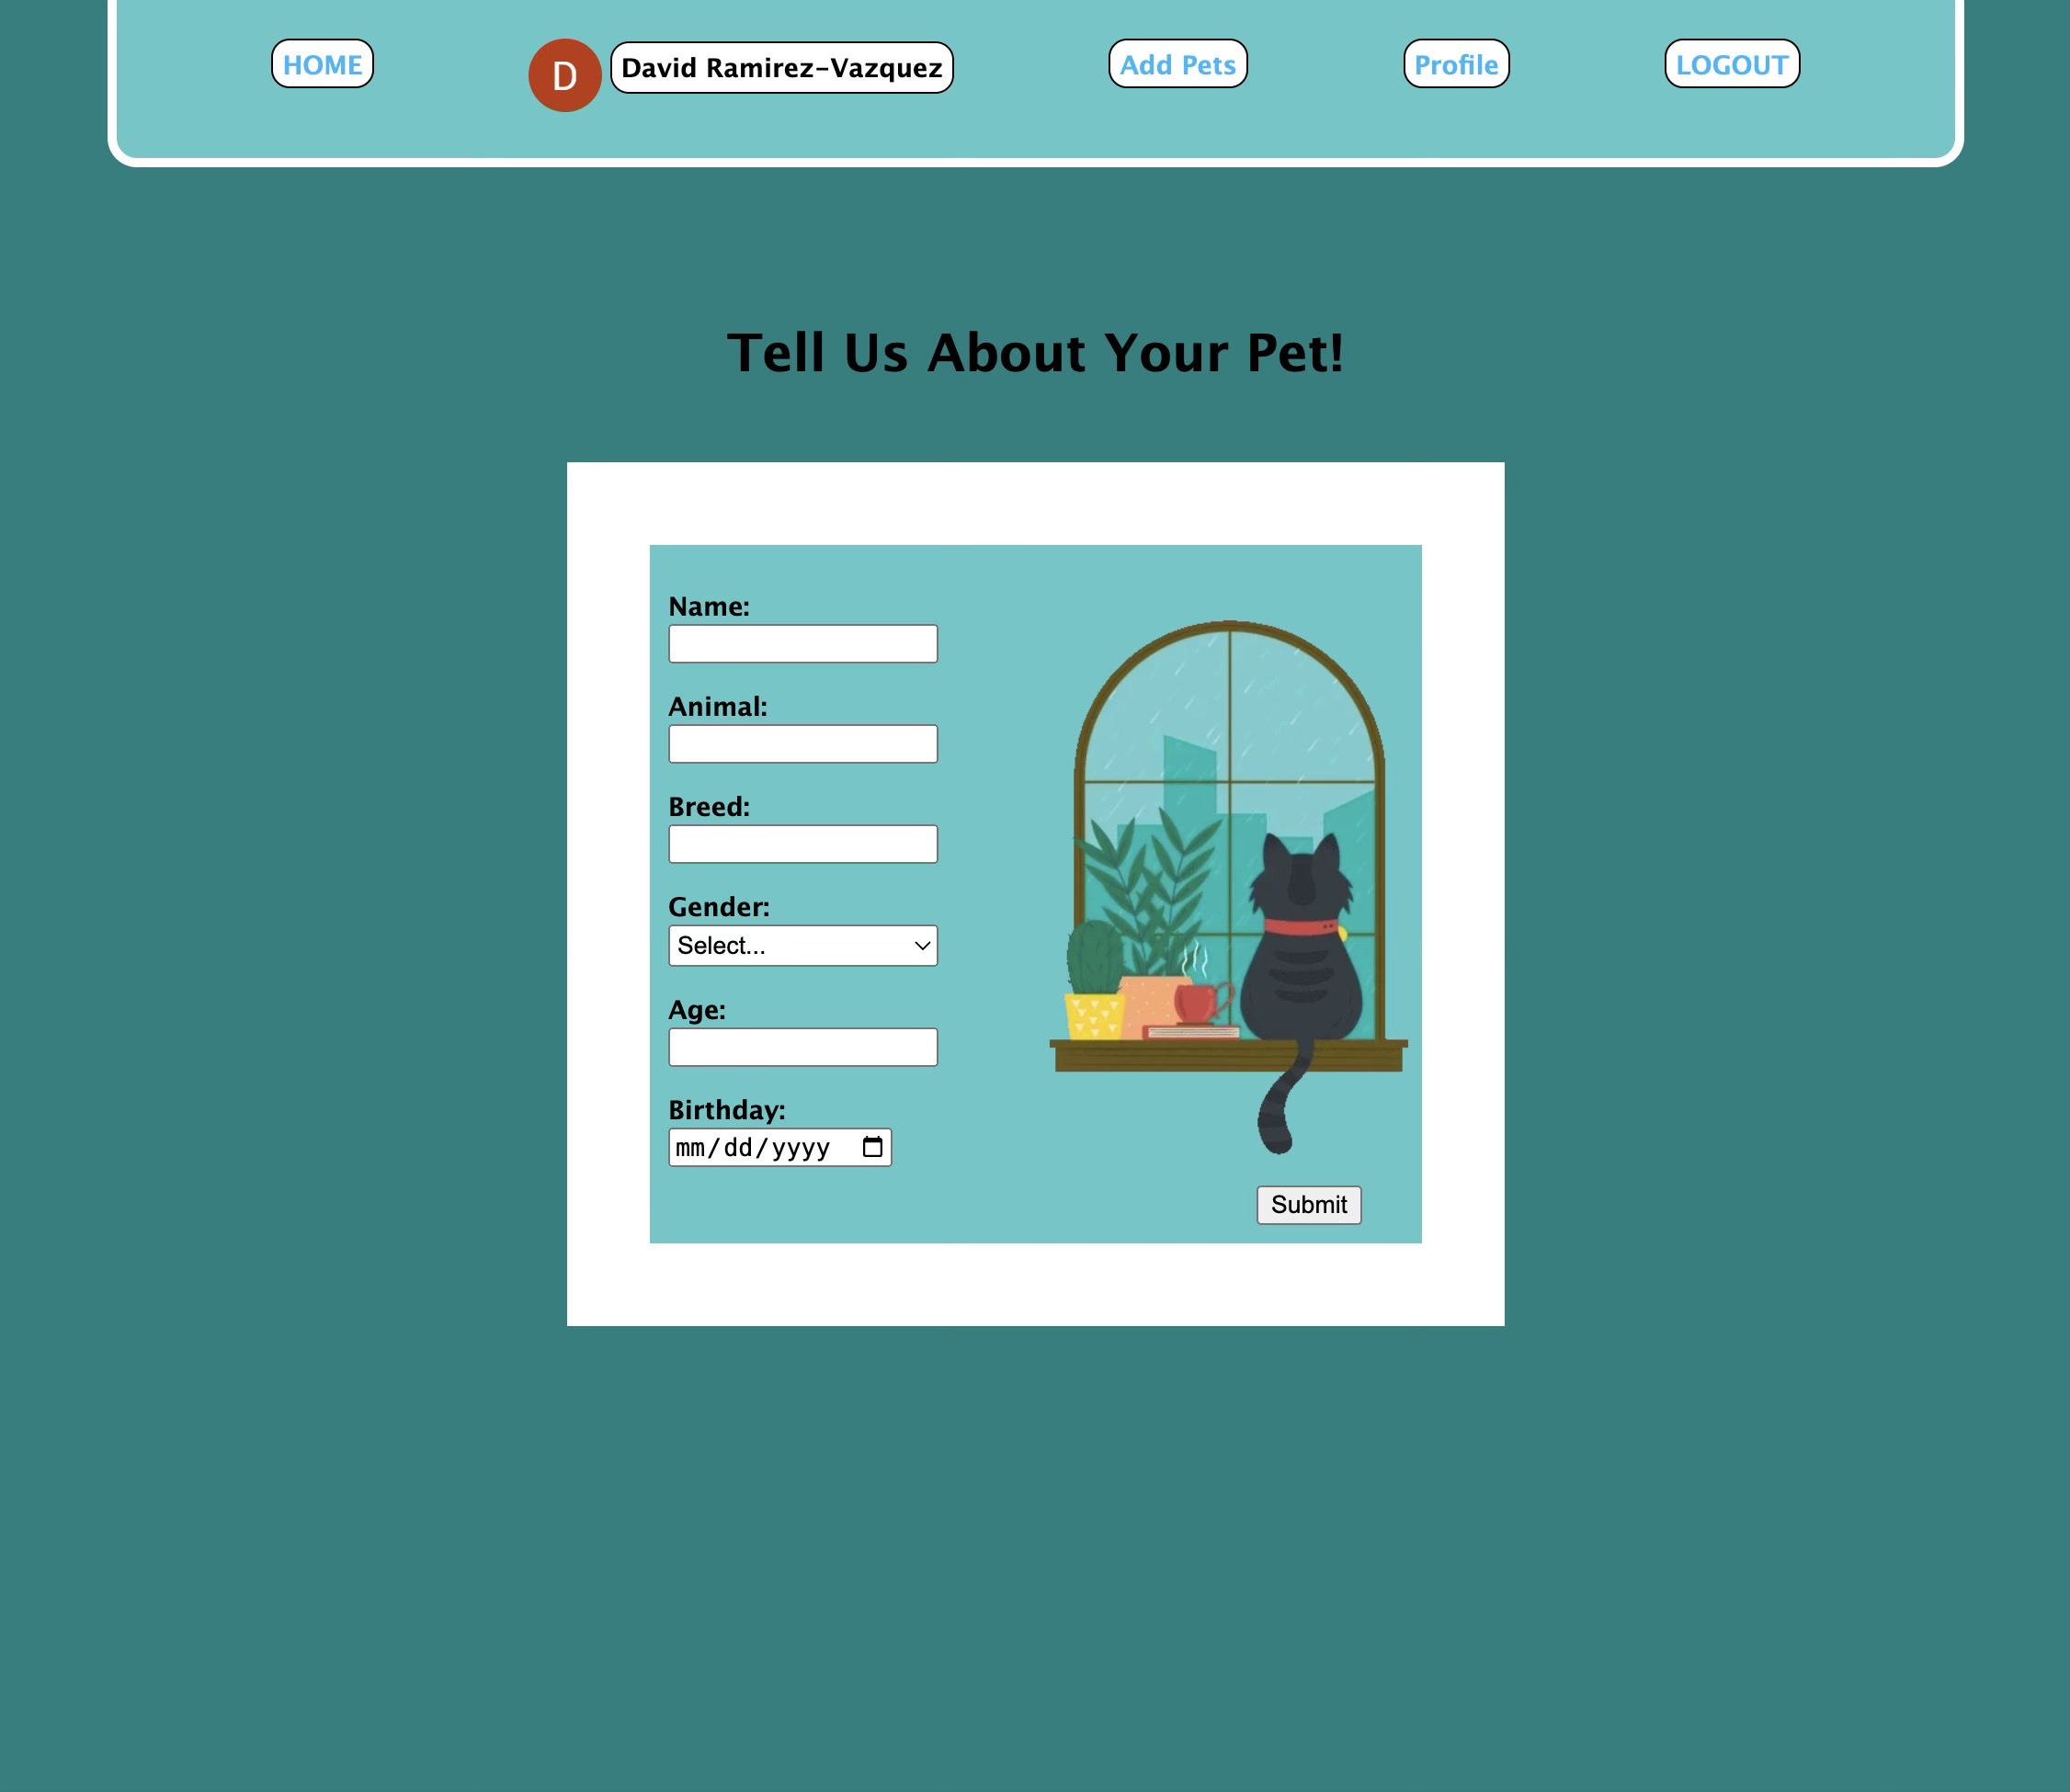 HOME
D
David Ramirez-Vazquez
Add Pets
Profile
LOGOUT
Tell Us About Your Pet!
Name:
Animal:
Breed:
Gender:
Select...
Age:
Birthday:
mm/dd/yyyy
Submit